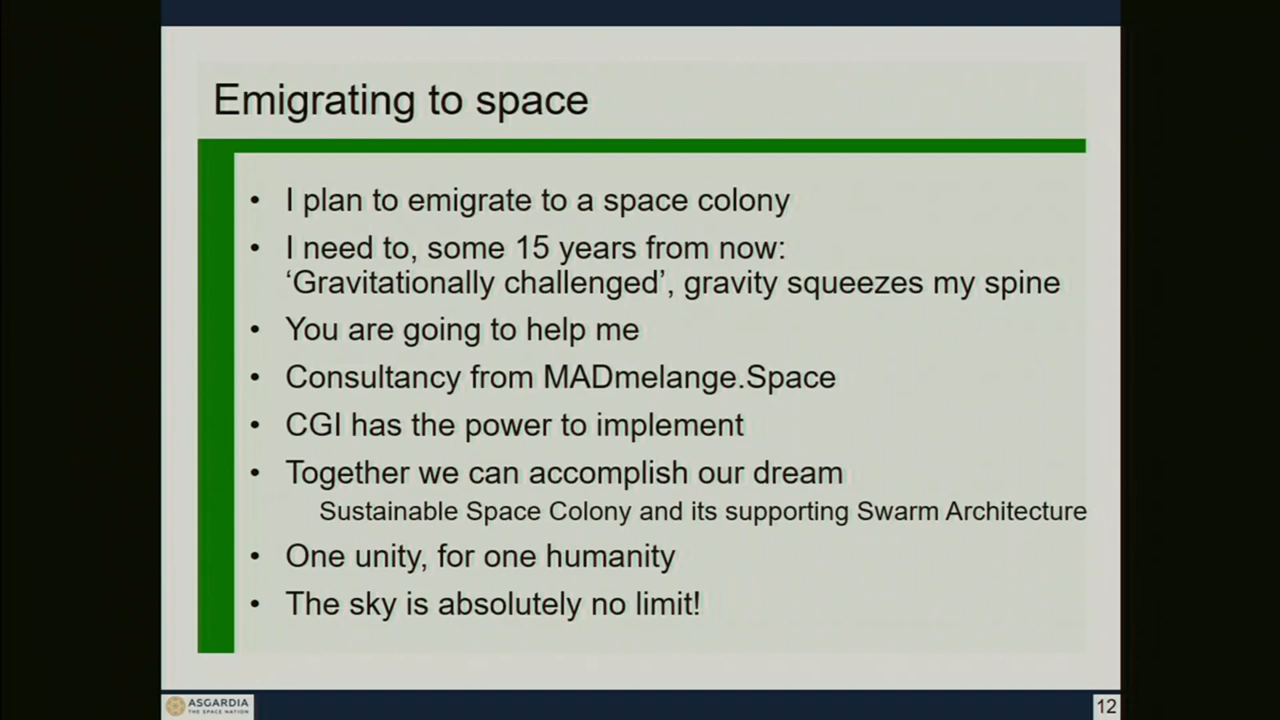 Emigrating to space
• I plan to emigrate to a space colony
• I need to, some 15 years from now:
‘Gravitationally challenged’, gravity squeezes my spine
• You are going to help me
• Consultancy from MADmelange.Space
• CGI has the power to implement
• Together we can accomplish our dream
Sustainable Space Colony and its supporting Swarm Architecture
• One unity, for one humanity
• The sky is absolutely no limit!
ASGARDIA
THE SPACE NATION
12